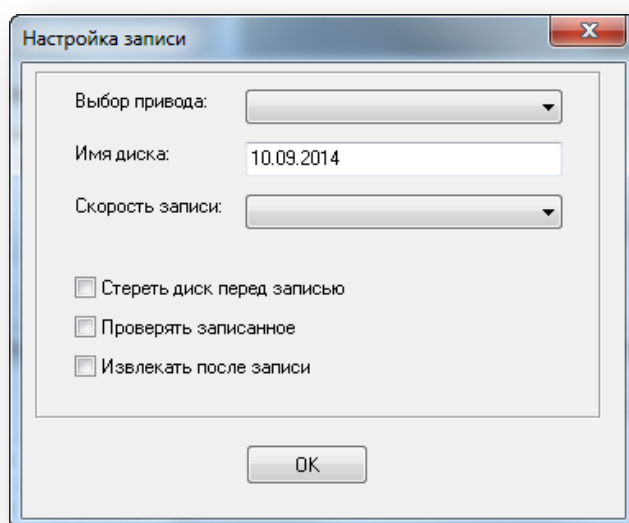 Настройка записи
Выбор привода:
Имя диска: 10.09.2014
Скорость записи:
Стереть диск перед записью
Проверять записанное
Извлекать после записи
OK